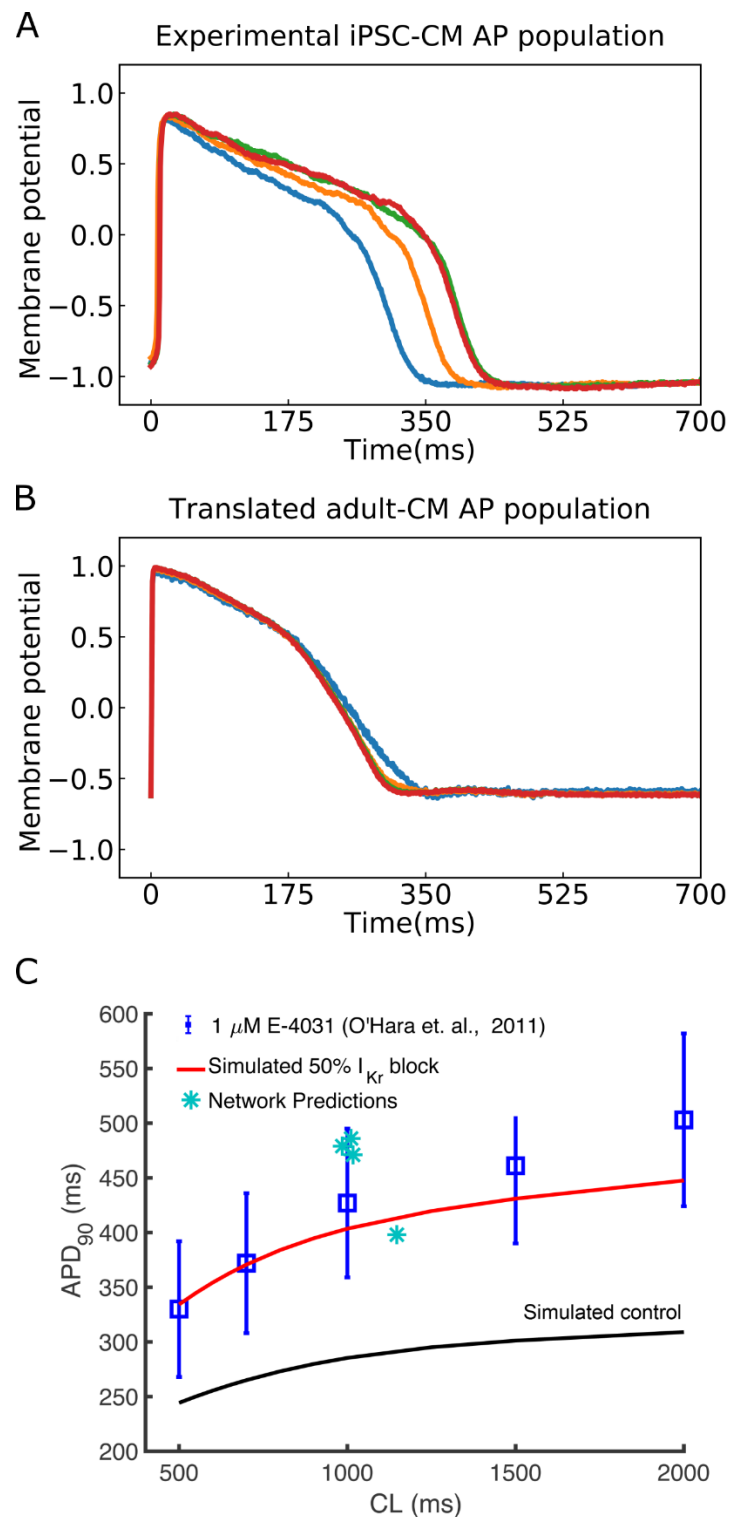 A
Experimental iPSC-CM AP population
Membrane potential
1.0
0.5
0.0
−0.5
−1.0
0 175 350 525 700
Time(ms)
B
Translated adult-CM AP population
Membrane potential
1.0
0.5
0.0
−0.5
−1.0
0 175 350 525 700
Time(ms)
C
APD90 (ms)
600
550
500
450
400
350
300
250
200
1 μM E-4031 (O'Hara et. al., 2011)
Simulated 50% IKr block
Network Predictions
Simulated control
500 1000 1500 2000
CL (ms)